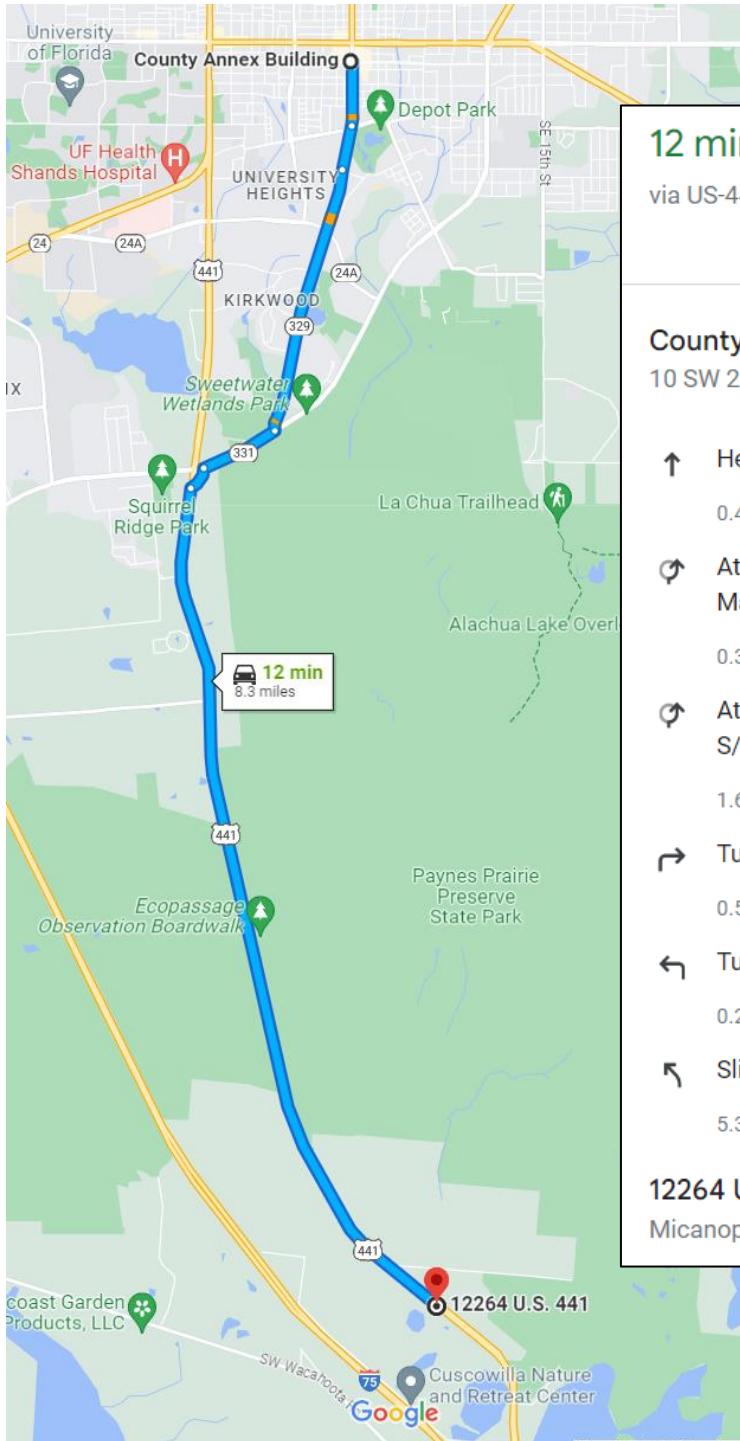 University
of Florida
County Annex Building
Depot Park
UF Health
Shands Hospital
SE 15th St
UNIVERSITY
HEIGHTS
24
24A
441
24A
KIRKWOOD
329
Sweetwater
Wetlands Park
331
Squirrel
Ridge Park
La Chua Trailhead
Alachua Lake Overl
12 min
8.3 miles
441
Paynes Prairie
Preserve
State Park
Ecopassage
Observation Boardwalk
441
12264 U.S. 441
coast Garden
Products, LLC
SW Wacahoota
75
Cuscowilla Nature
and Retreat Center
Google
12 min
via US-4
County
10 SW 2
He
0.4
At
Ma
0.3
At
S/
1.6
Tu
0.5
Tu
0.2
Sli
5.3
12264 U
Micanop